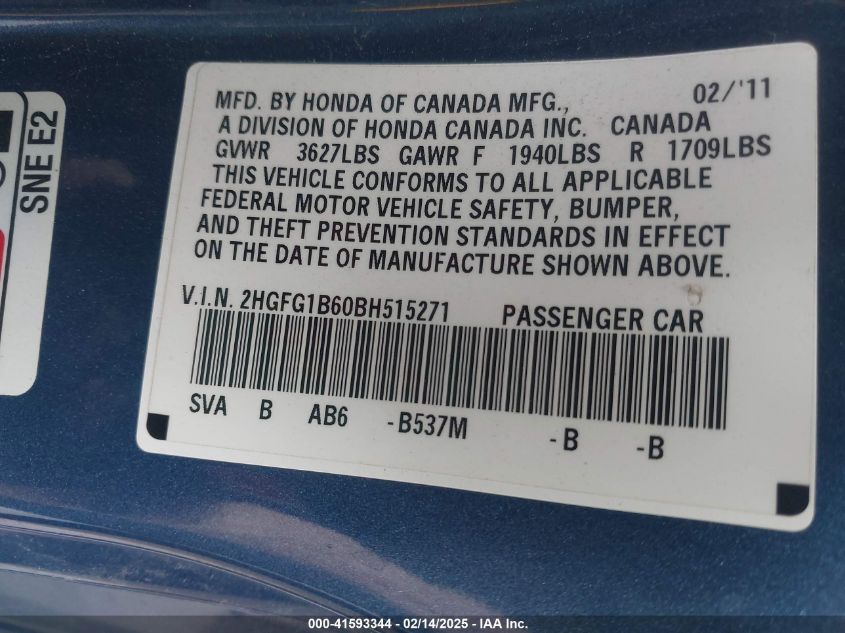 MFD. BY HONDA OF CANADA MFG., 02/'11
A DIVISION OF HONDA CANADA INC. CANADA
GVWR 3627LBS GAWR F 1940LBS R 1709LBS
THIS VEHICLE CONFORMS TO ALL APPLICABLE
FEDERAL MOTOR VEHICLE SAFETY, BUMPER,
AND THEFT PREVENTION STANDARDS IN EFFECT
ON THE DATE OF MANUFACTURE SHOWN ABOVE.
V.I.N. 2HGFG1B60BH515271 PASSENGER CAR
SVA B AB6 -B537M -B -B
SNE E2
000-41593344 - 02/14/2025 - IAA Inc.